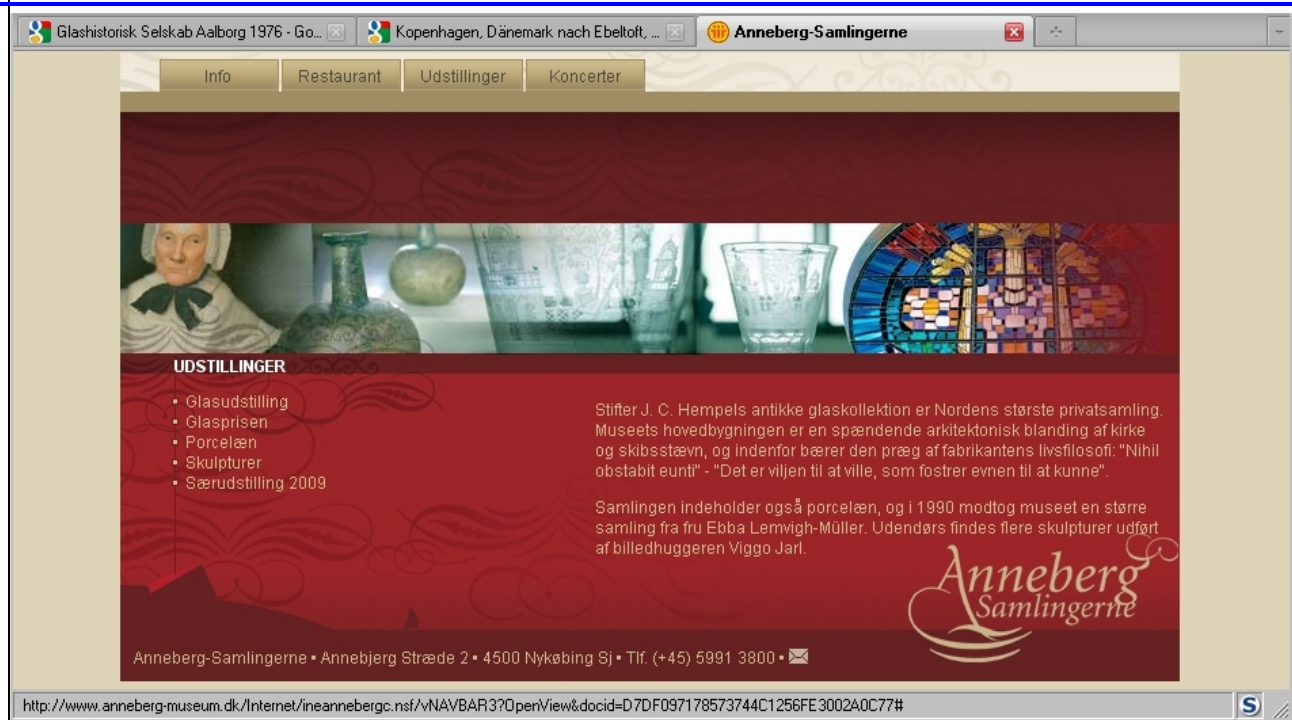 Glashistorisk Selskab Aalborg 1976 - Go...
Kopenhagen, Dänemark nach Ebeltoft, ...
Anneberg-Samlingerne
Info
Restaurant
Udstillinger
Koncerter
UDSTILLINGER
▪ Glasudstilling
▪ Glasprisen
▪ Porcelæn
▪ Skulpturer
▪ Særudstilling 2009
Stifter J. C. Hempels antikke glaskollektion er Nordens største privatsamling.
Museets hovedbygningen er en spændende arkitektonisk blanding af kirke
og skibsstævn, og indenfor bærer den præg af fabrikantens livsfilosofi: "Nihil
obstabit eunti" - "Det er viljen til at ville, som fostrer evnen til at kunne".
Samlingen indeholder også porcelæn, og i 1990 modtog museet en større
samling fra fru Ebba Lemvigh-Müller. Udendørs findes flere skulpturer udført
af billedhuggeren Viggo Jarl.
Anneberg
Samlingerne
Anneberg-Samlingerne ▪ Annebjerg Stræde 2 ▪ 4500 Nykøbing Sj ▪ Tlf. (+45) 5991 3800 ▪
http://www.anneberg-museum.dk/Internet/ineannebergc.nsf/vNAVBAR3?OpenView&docid=D7DF097178573744C1256FE3002A0C77#
S